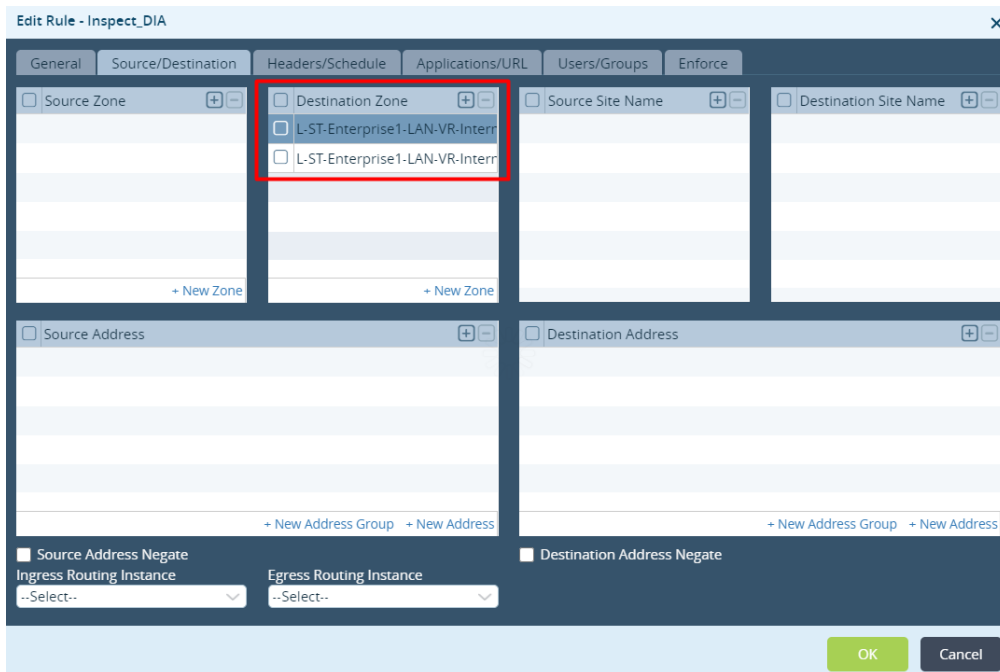 Edit Rule - Inspect_DIA
General Source/Destination Headers/Schedule Applications/URL Users/Groups Enforce
Source Zone Destination Zone Source Site Name Destination Site Name
L-ST-Enterprise1-LAN-VR-Intern
L-ST-Enterprise1-LAN-VR-Intern
+ New Zone + New Zone
Source Address Destination Address
+ New Address Group + New Address + New Address Group + New Address
Source Address Negate Destination Address Negate
Ingress Routing Instance Egress Routing Instance
--Select-- --Select--
OK Cancel